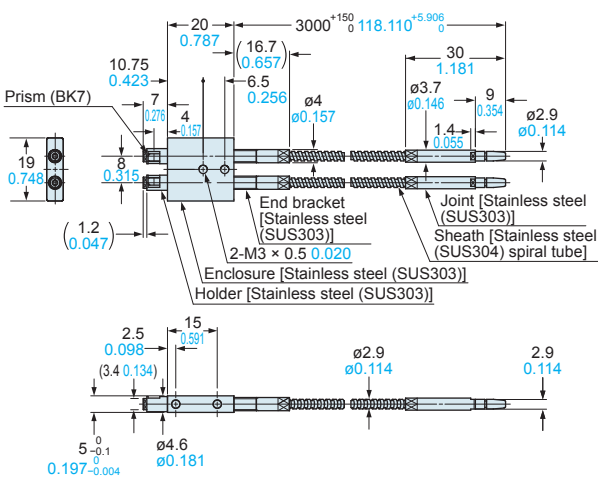 20
0.787
3000 +150 0 118.110 +5.906 0
(16.7
0.657)
30
1.181
10.75
0.423
6.5
0.256
7
0.276
4
0.157
ø4
ø0.157
ø3.7
ø0.146
9
0.354
1.4
0.055
ø2.9
ø0.114
Prism (BK7)
19
0.748
8
0.315
(1.2
0.047)
End bracket
[Stainless steel
(SUS303)]
Joint [Stainless steel
(SUS303)]
Sheath [Stainless steel
(SUS304) spiral tube]
2-M3 × 0.5 0.020
Enclosure [Stainless steel (SUS303)]
Holder [Stainless steel (SUS303)]
15
0.591
2.5
0.098
(3.4 0.134)
ø2.9
ø0.114
2.9
0.114
5 0 -0.1
0.197 0 -0.004
ø4.6
ø0.181